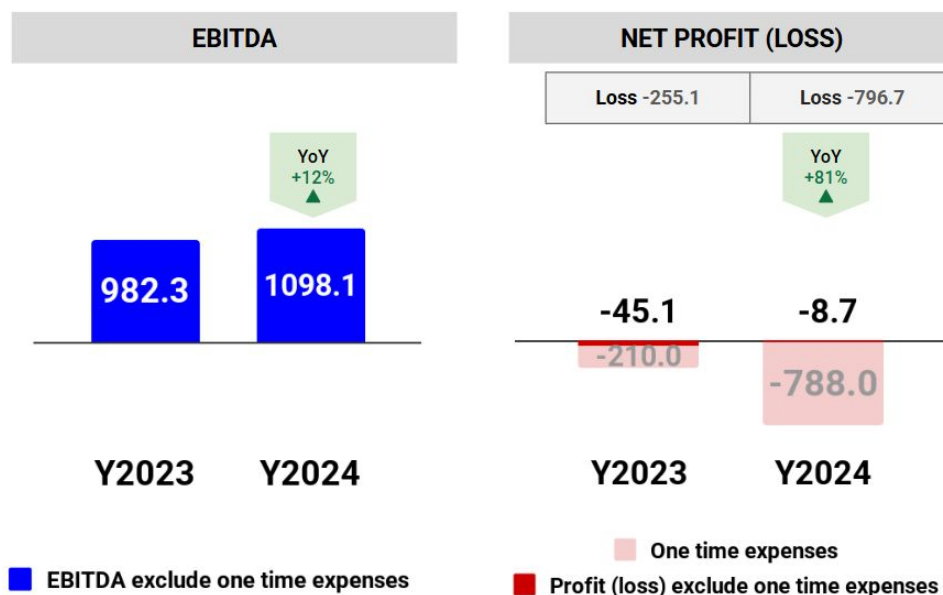 EBITDA
YoY
+12%
▲
982.3
1098.1
Y2023
Y2024
EBITDA exclude one time expenses
NET PROFIT (LOSS)
Loss -255.1
Loss -796.7
YoY
+81%
▲
-45.1
-8.7
-210.0
-788.0
Y2023
Y2024
One time expenses
Profit (loss) exclude one time expenses